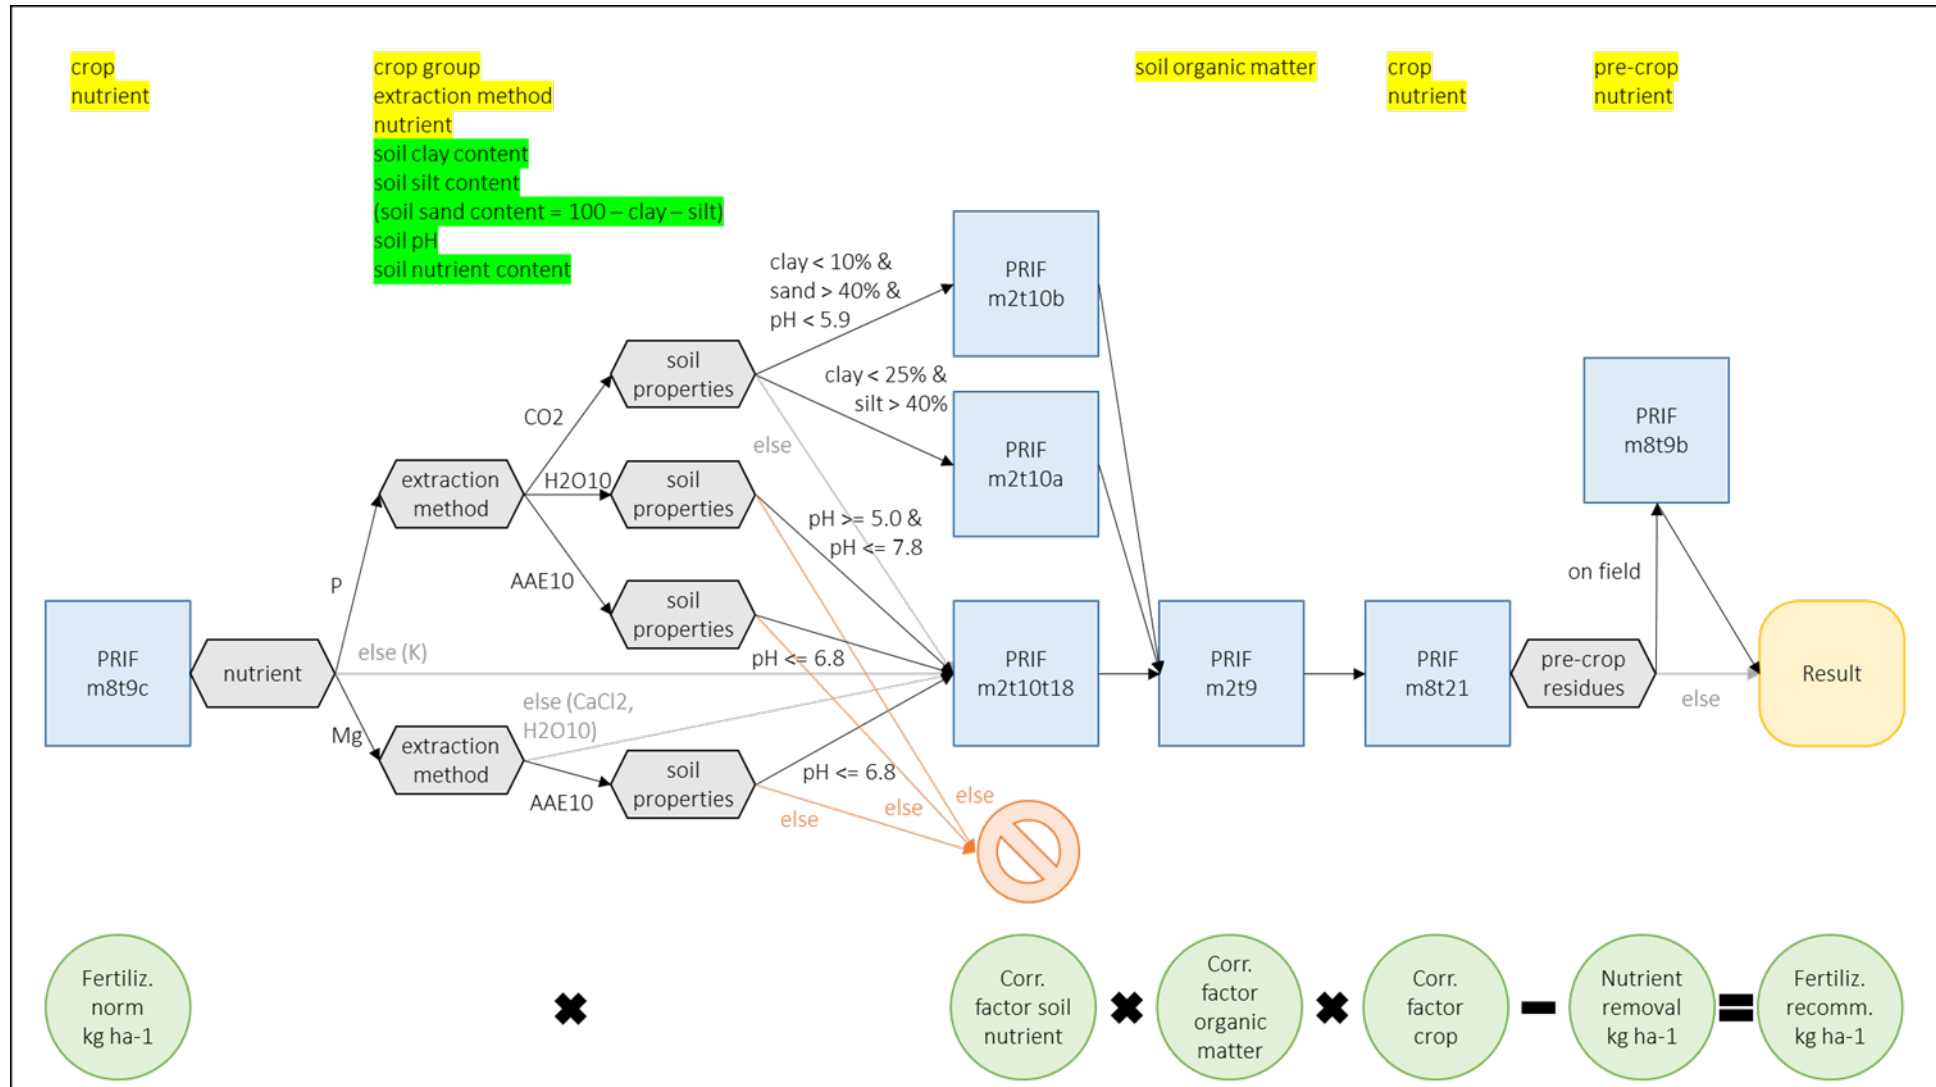 crop
nutrient
crop group
extraction method
nutrient
soil clay content
soil silt content
(soil sand content = 100 – clay – silt)
soil pH
soil nutrient content
soil organic matter
crop
nutrient
pre-crop
nutrient
PRIF
m8t9c
nutrient
P
else (K)
Mg
extraction
method
extraction
method
CO2
H2O10
AAE10
else (CaCl2,
H2O10)
AAE10
soil
properties
soil
properties
soil
properties
soil
properties
clay < 10% &
sand > 40% &
pH < 5.9
clay < 25% &
silt > 40%
else
pH >= 5.0 &
pH <= 7.8
pH <= 6.8
pH <= 6.8
else
else
else
PRIF
m2t10b
PRIF
m2t10a
PRIF
m2t10t18
PRIF
m2t9
PRIF
m8t21
pre-crop
residues
on field
else
PRIF
m8t9b
Result
Fertiliz.
norm
kg ha-1
Corr.
factor soil
nutrient
Corr.
factor
organic
matter
Corr.
factor
crop
Nutrient
removal
kg ha-1
Fertiliz.
recomm.
kg ha-1